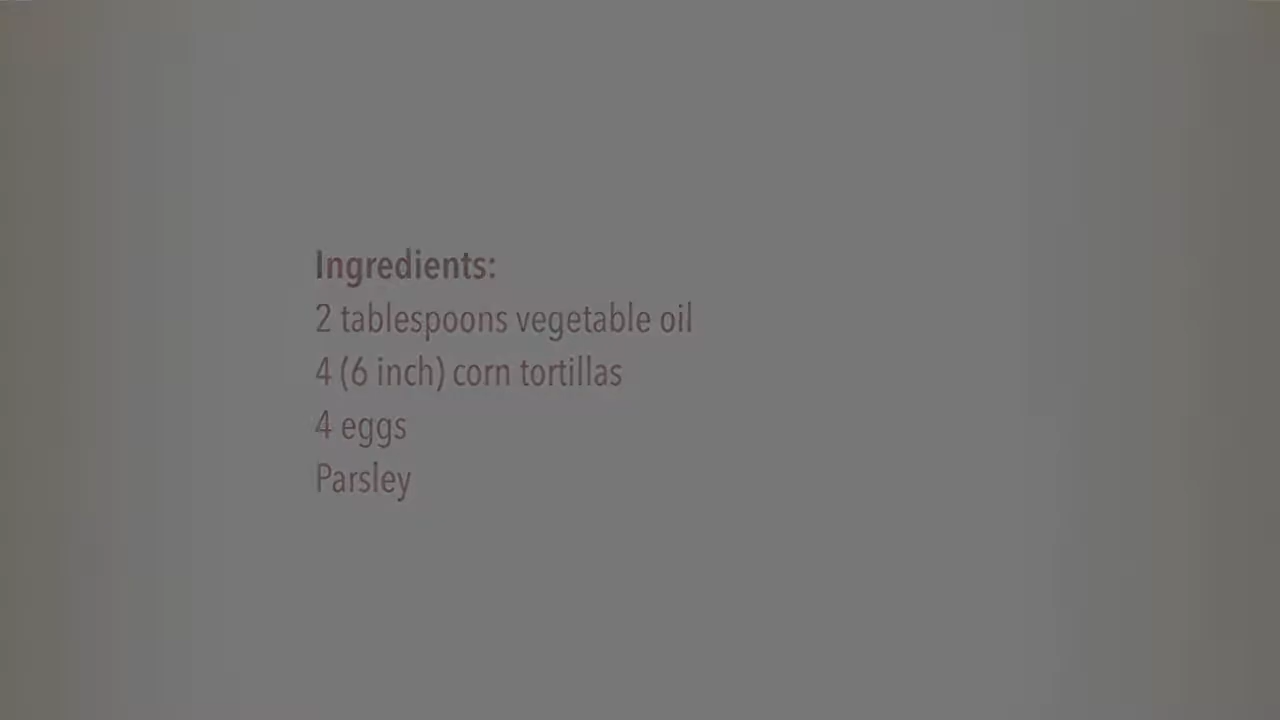 Ingredients:
2 tablespoons vegetable oil
4 (6 inch) corn tortillas
4 eggs
Parsley